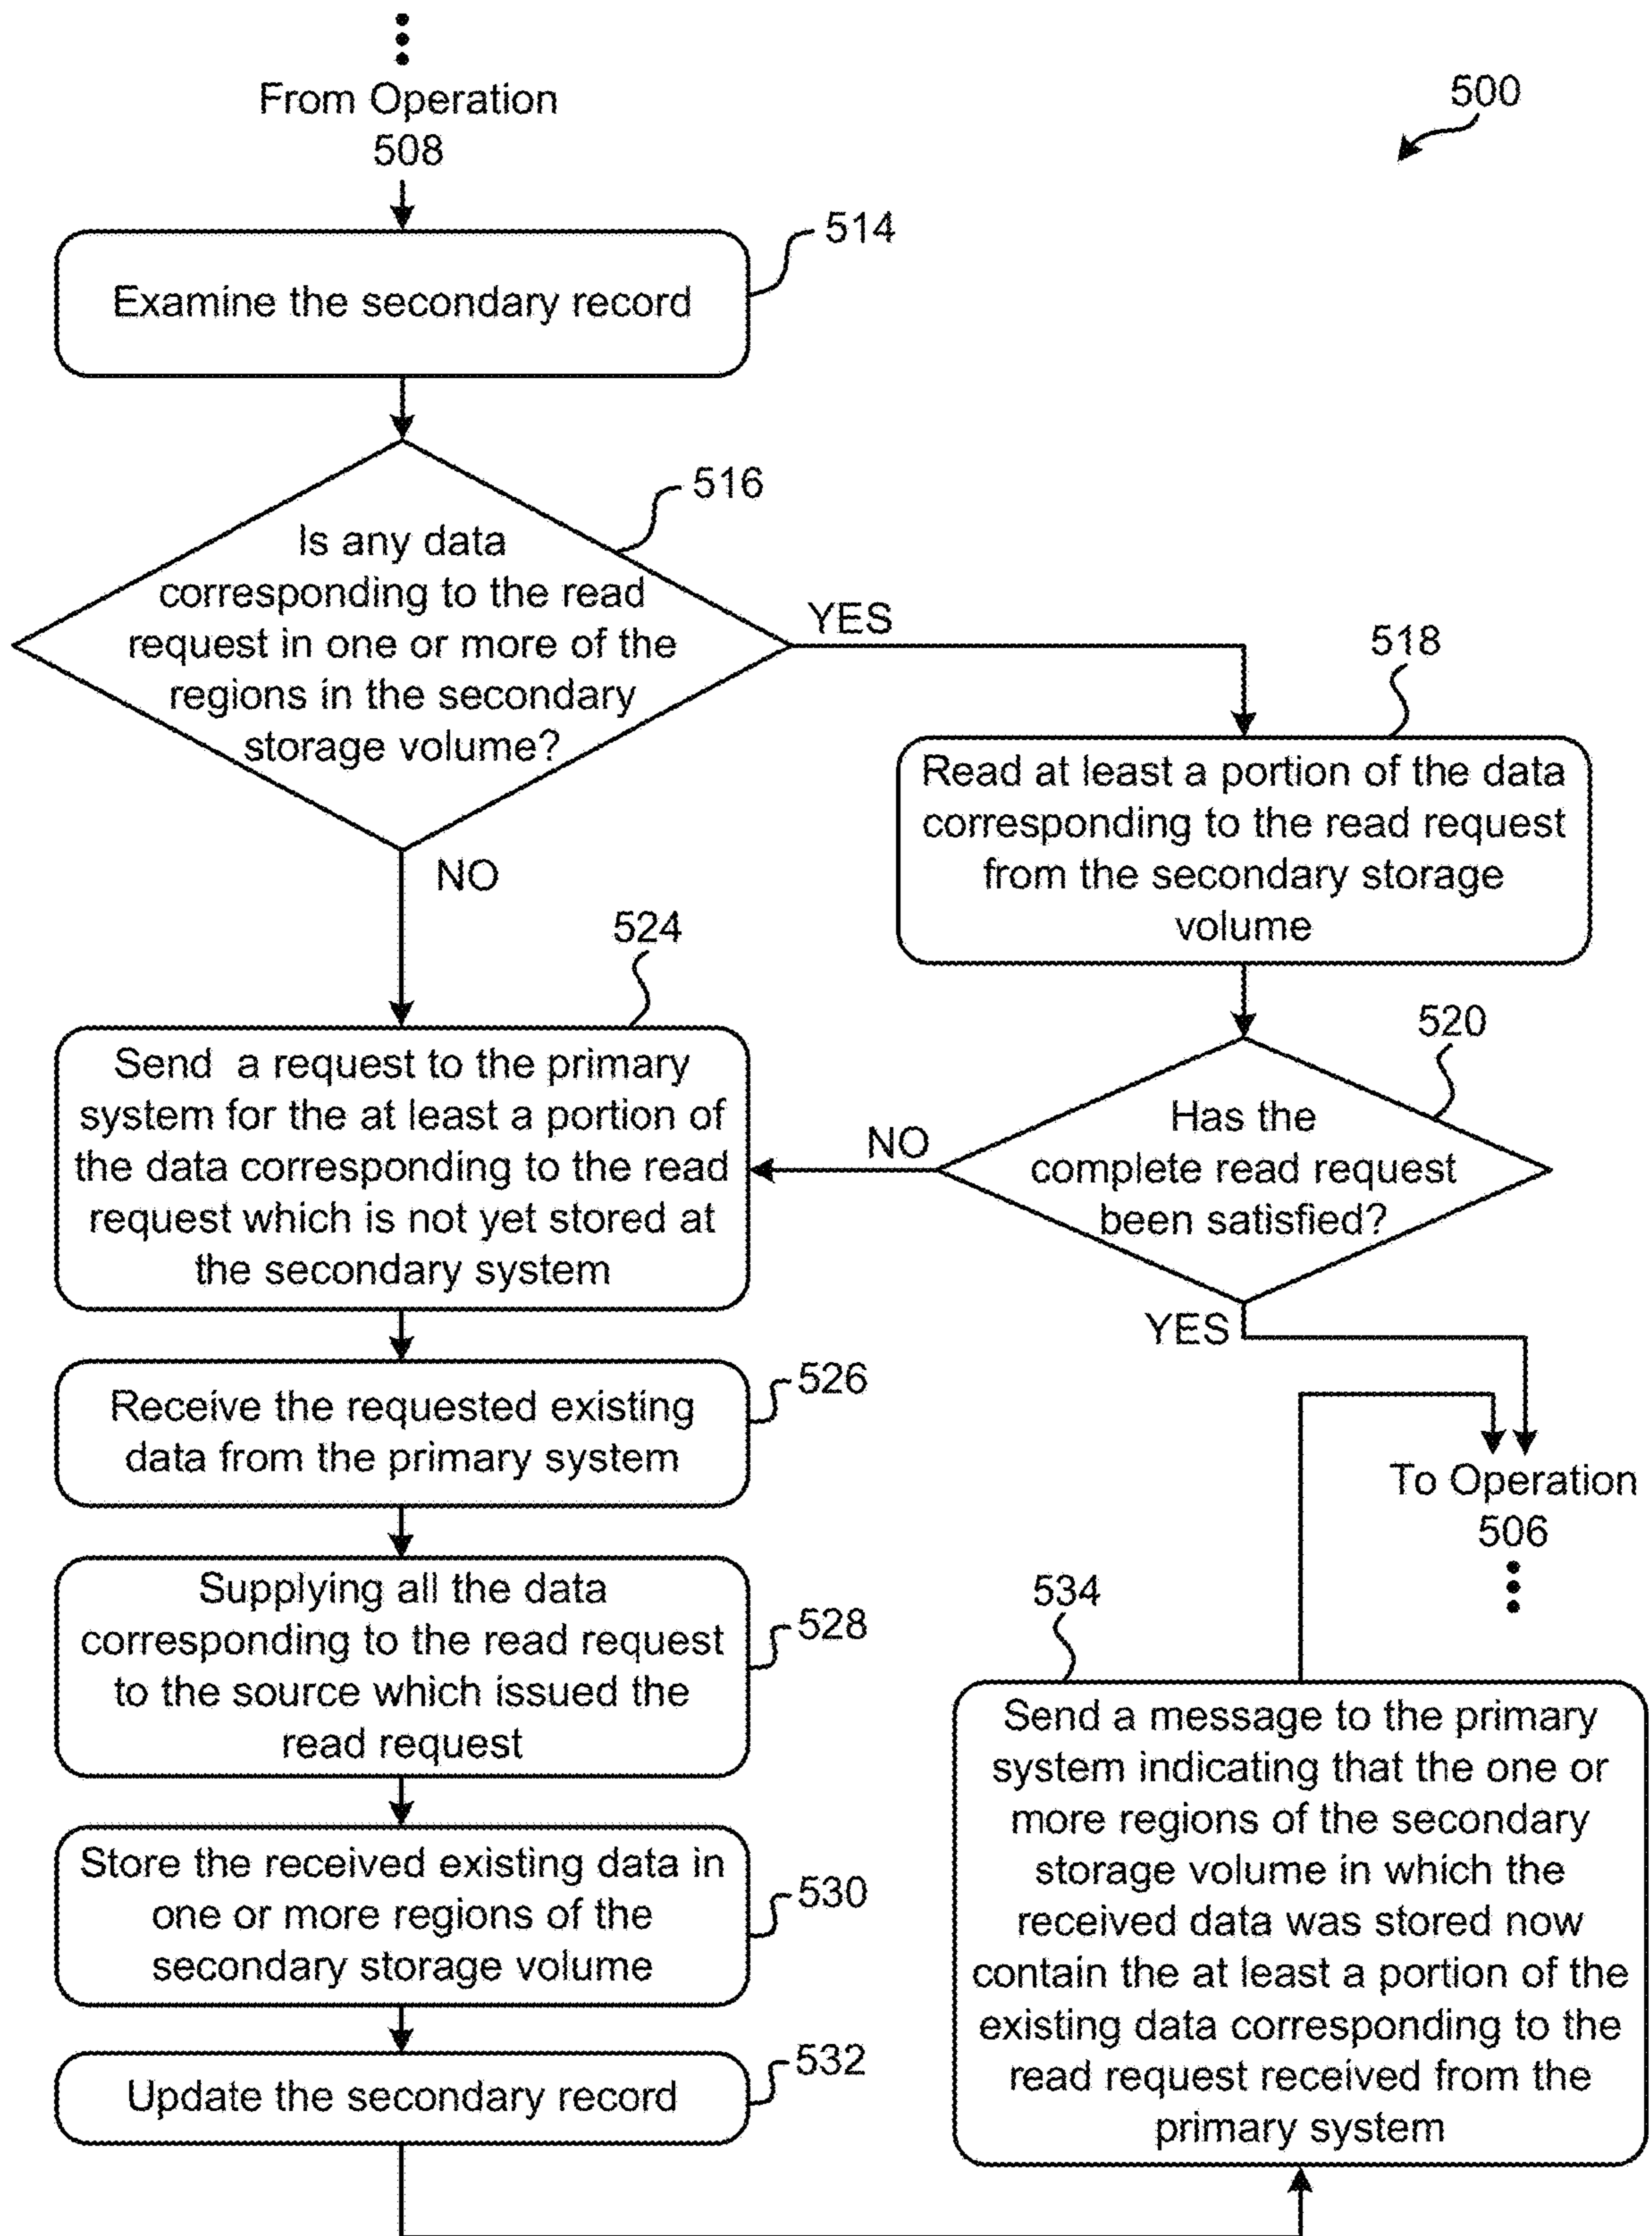 From Operation
508
500
514
Examine the secondary record
516
Is any data
corresponding to the read
request in one or more of the
regions in the secondary
storage volume?
YES
NO
518
Read at least a portion of the data
corresponding to the read request
from the secondary storage
volume
524
Send a request to the primary
system for the at least a portion of
the data corresponding to the read
request which is not yet stored at
the secondary system
520
Has the
complete read request
been satisfied?
NO
YES
526
Receive the requested existing
data from the primary system
To Operation
506
528
Supplying all the data
corresponding to the read request
to the source which issued the
read request
530
Store the received existing data in
one or more regions of the
secondary storage volume
532
Update the secondary record
534
Send a message to the primary
system indicating that the one or
more regions of the secondary
storage volume in which the
received data was stored now
contain the at least a portion of the
existing data corresponding to the
read request received from the
primary system